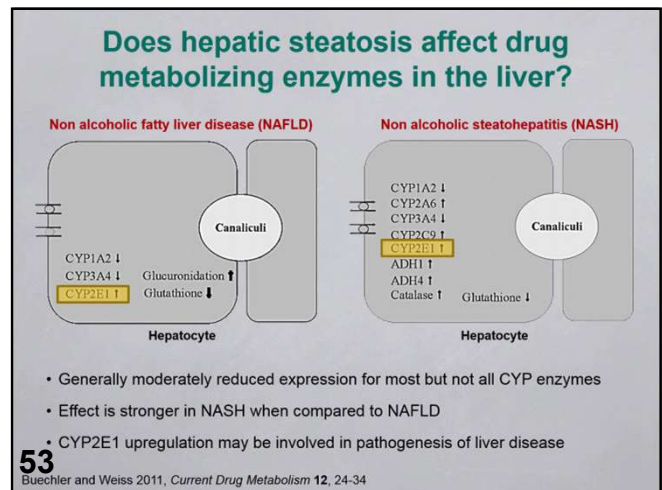 Does hepatic steatosis affect drug
metabolizing enzymes in the liver?
Non alcoholic fatty liver disease (NAFLD)
CYP1A2 ↓
CYP3A4 ↓
CYP2E1 ↑
Glucuronidation ↑
Glutathione ↓
Canaliculi
Hepatocyte
Non alcoholic steatohepatitis (NASH)
CYP1A2 ↓
CYP2A6 ↑
CYP3A4 ↓
CYP2C9 ↑
CYP2E1 ↑
ADH1 ↑
ADH4 ↑
Catalase ↑
Glutathione ↓
Canaliculi
Hepatocyte
• Generally moderately reduced expression for most but not all CYP enzymes
• Effect is stronger in NASH when compared to NAFLD
• CYP2E1 upregulation may be involved in pathogenesis of liver disease
53
Buechler and Weiss 2011, Current Drug Metabolism 12, 24-34